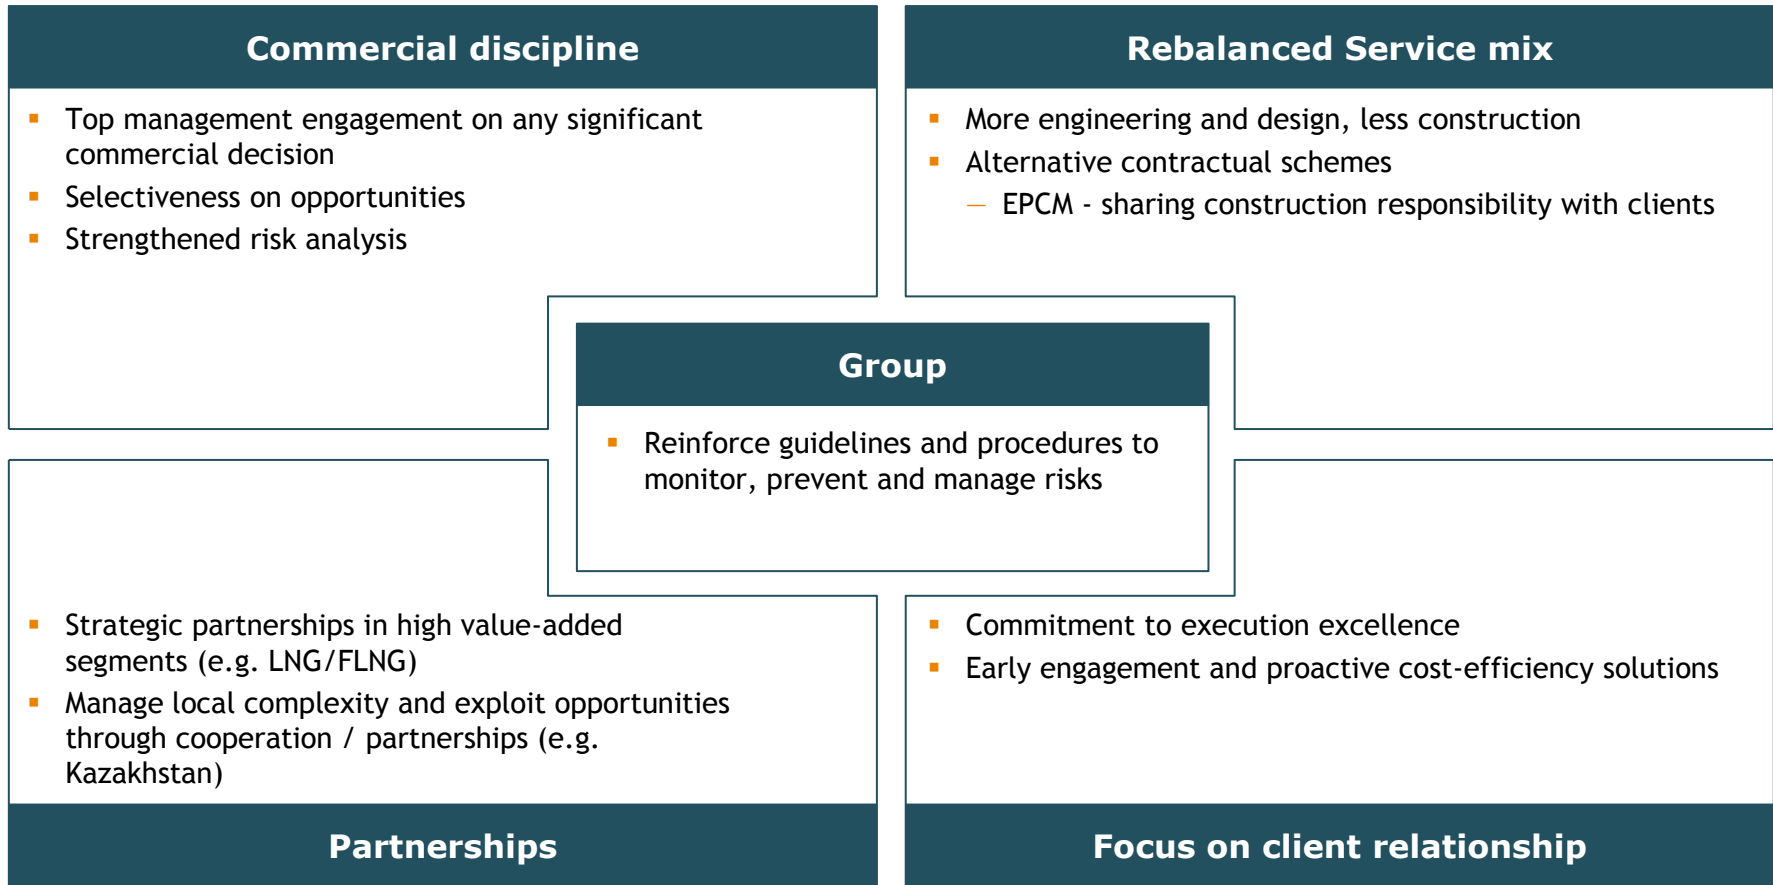 Commercial discipline
▪ Top management engagement on any significant
commercial decision
▪ Selectiveness on opportunities
▪ Strengthened risk analysis
Rebalanced Service mix
▪ More engineering and design, less construction
▪ Alternative contractual schemes
— EPCM - sharing construction responsibility with clients
Group
▪ Reinforce guidelines and procedures to
monitor, prevent and manage risks
▪ Strategic partnerships in high value-added
segments (e.g. LNG/FLNG)
▪ Manage local complexity and exploit opportunities
through cooperation / partnerships (e.g.
Kazakhstan)
Partnerships
▪ Commitment to execution excellence
▪ Early engagement and proactive cost-efficiency solutions
Focus on client relationship